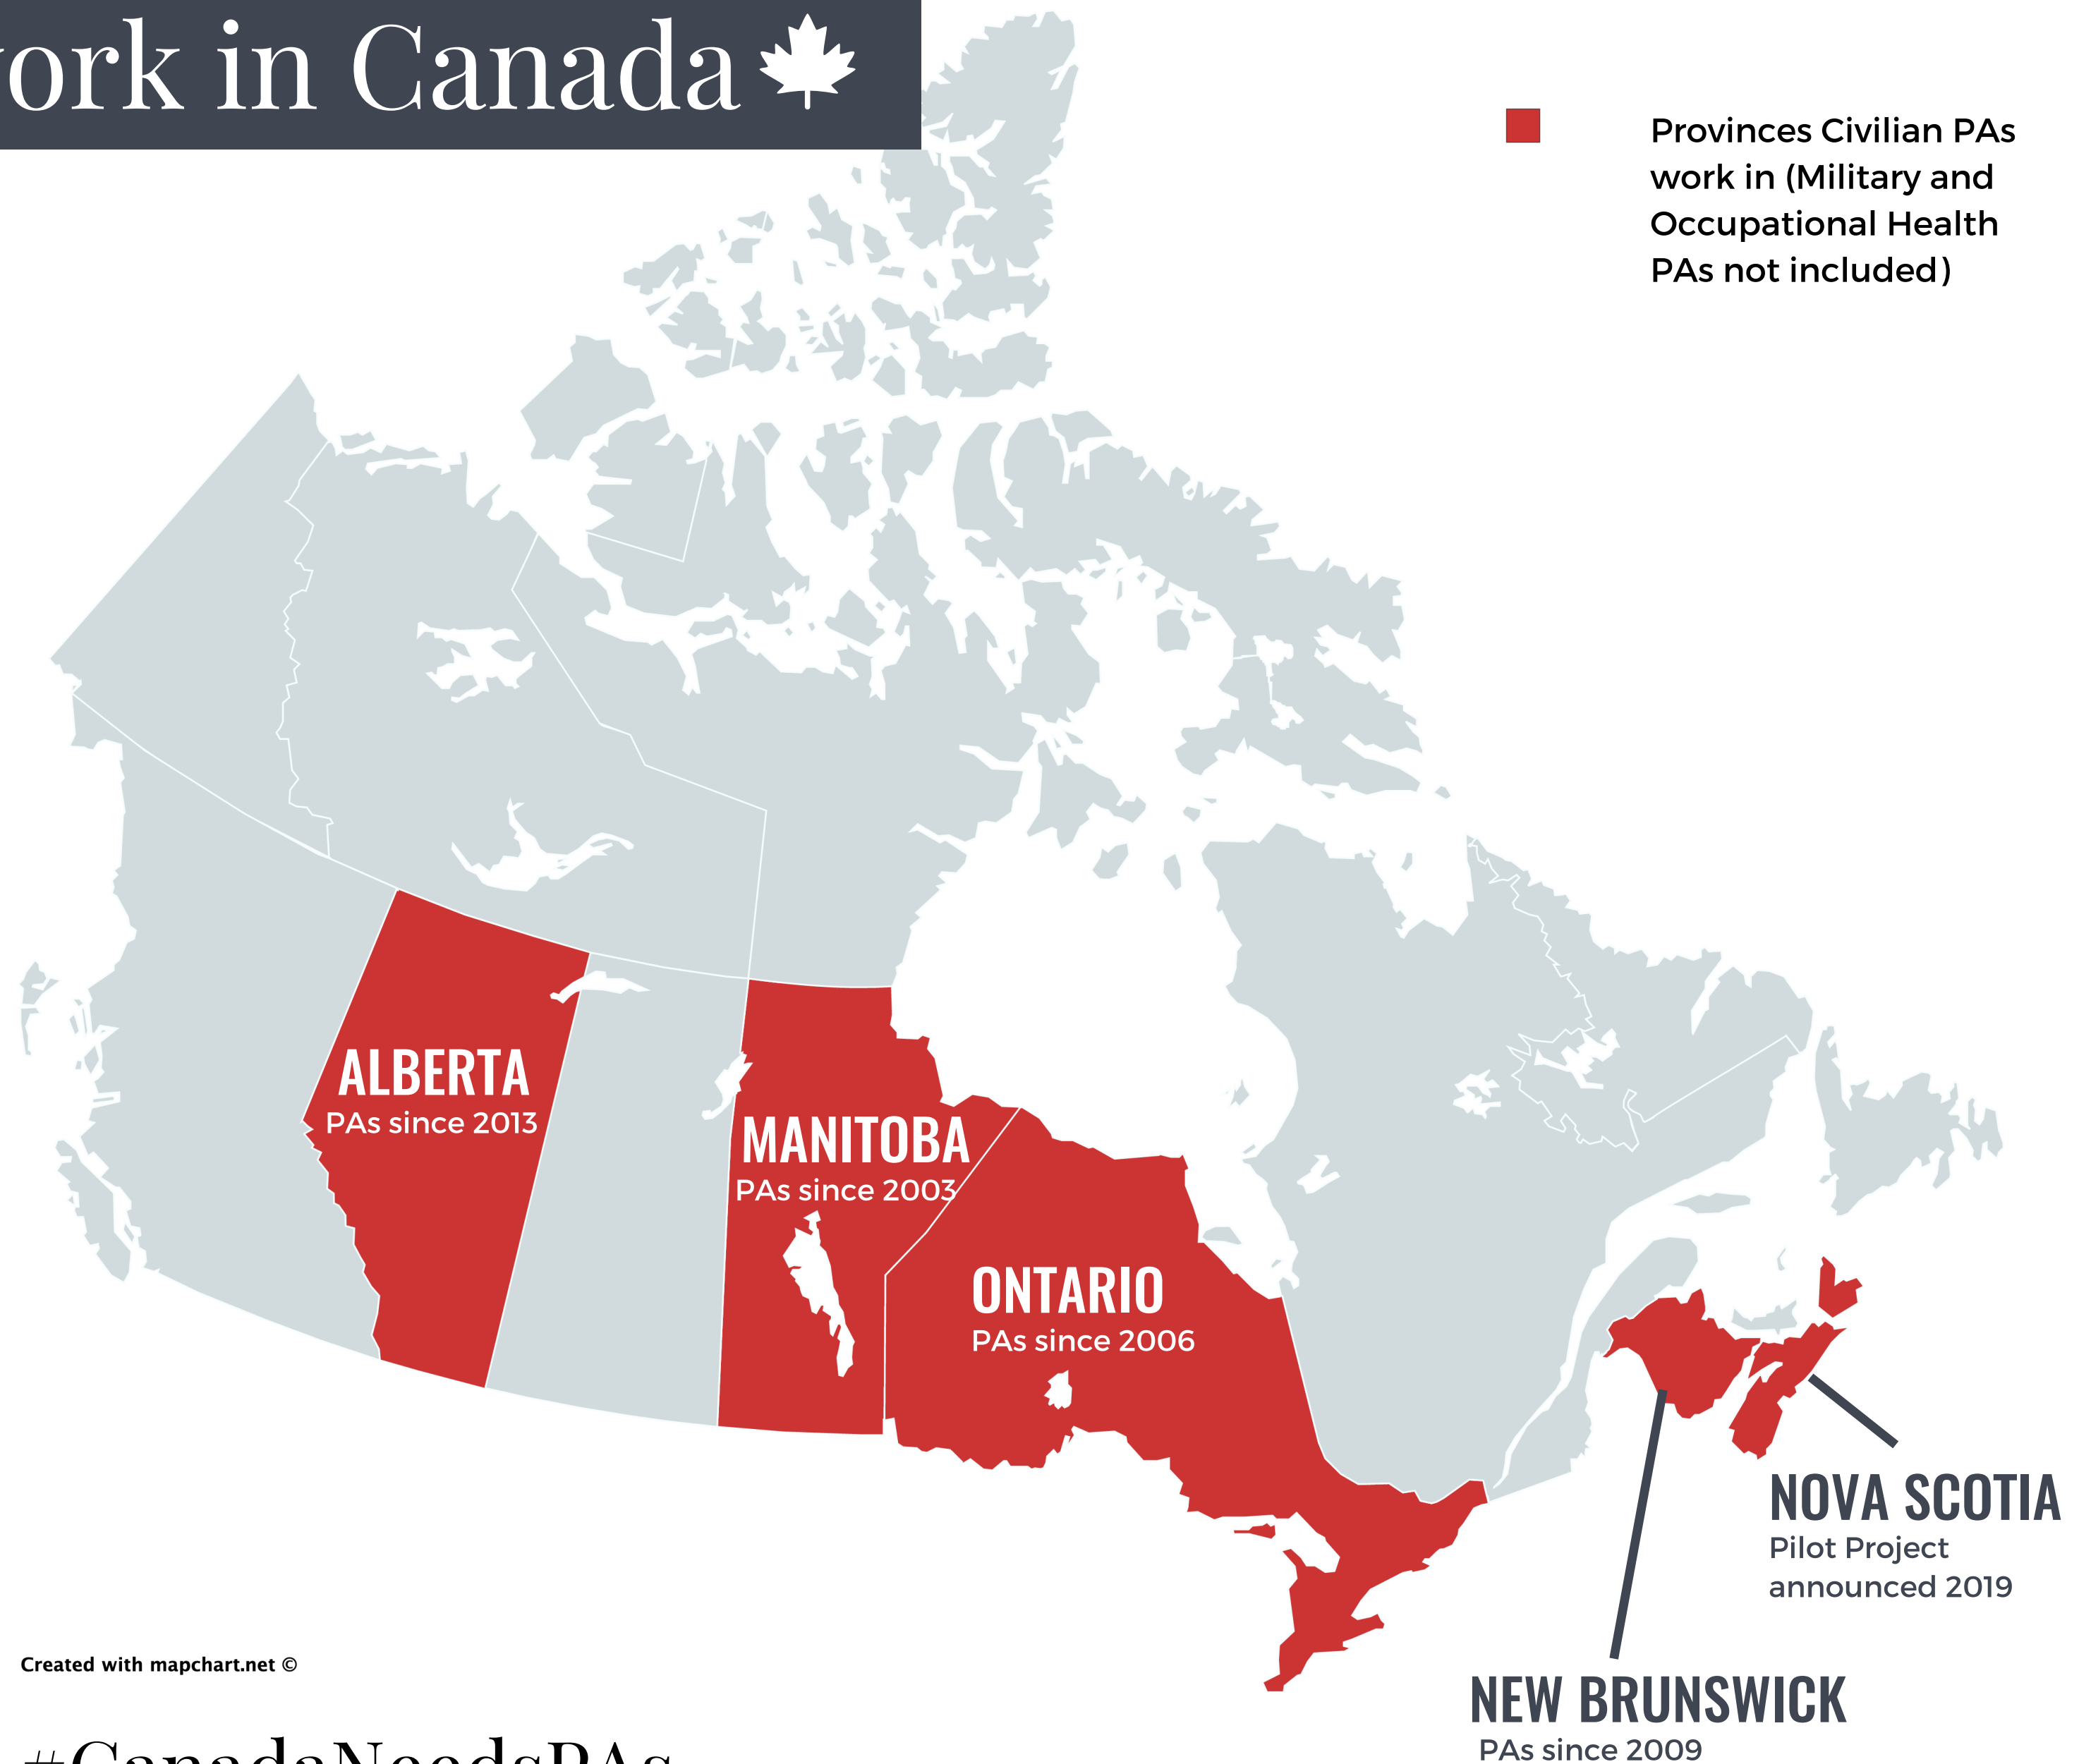 ork in Canada
Provinces Civilian PAs
work in (Military and
Occupational Health
PAs not included)
ALBERTA
PAs since 2013
MANITOBA
PAs since 2003
ONTARIO
PAs since 2006
NOVA SCOTIA
Pilot Project
announced 2019
NEW BRUNSWICK
PAs since 2009
Created with mapchart.net ©
#CanadaNeedsPAs